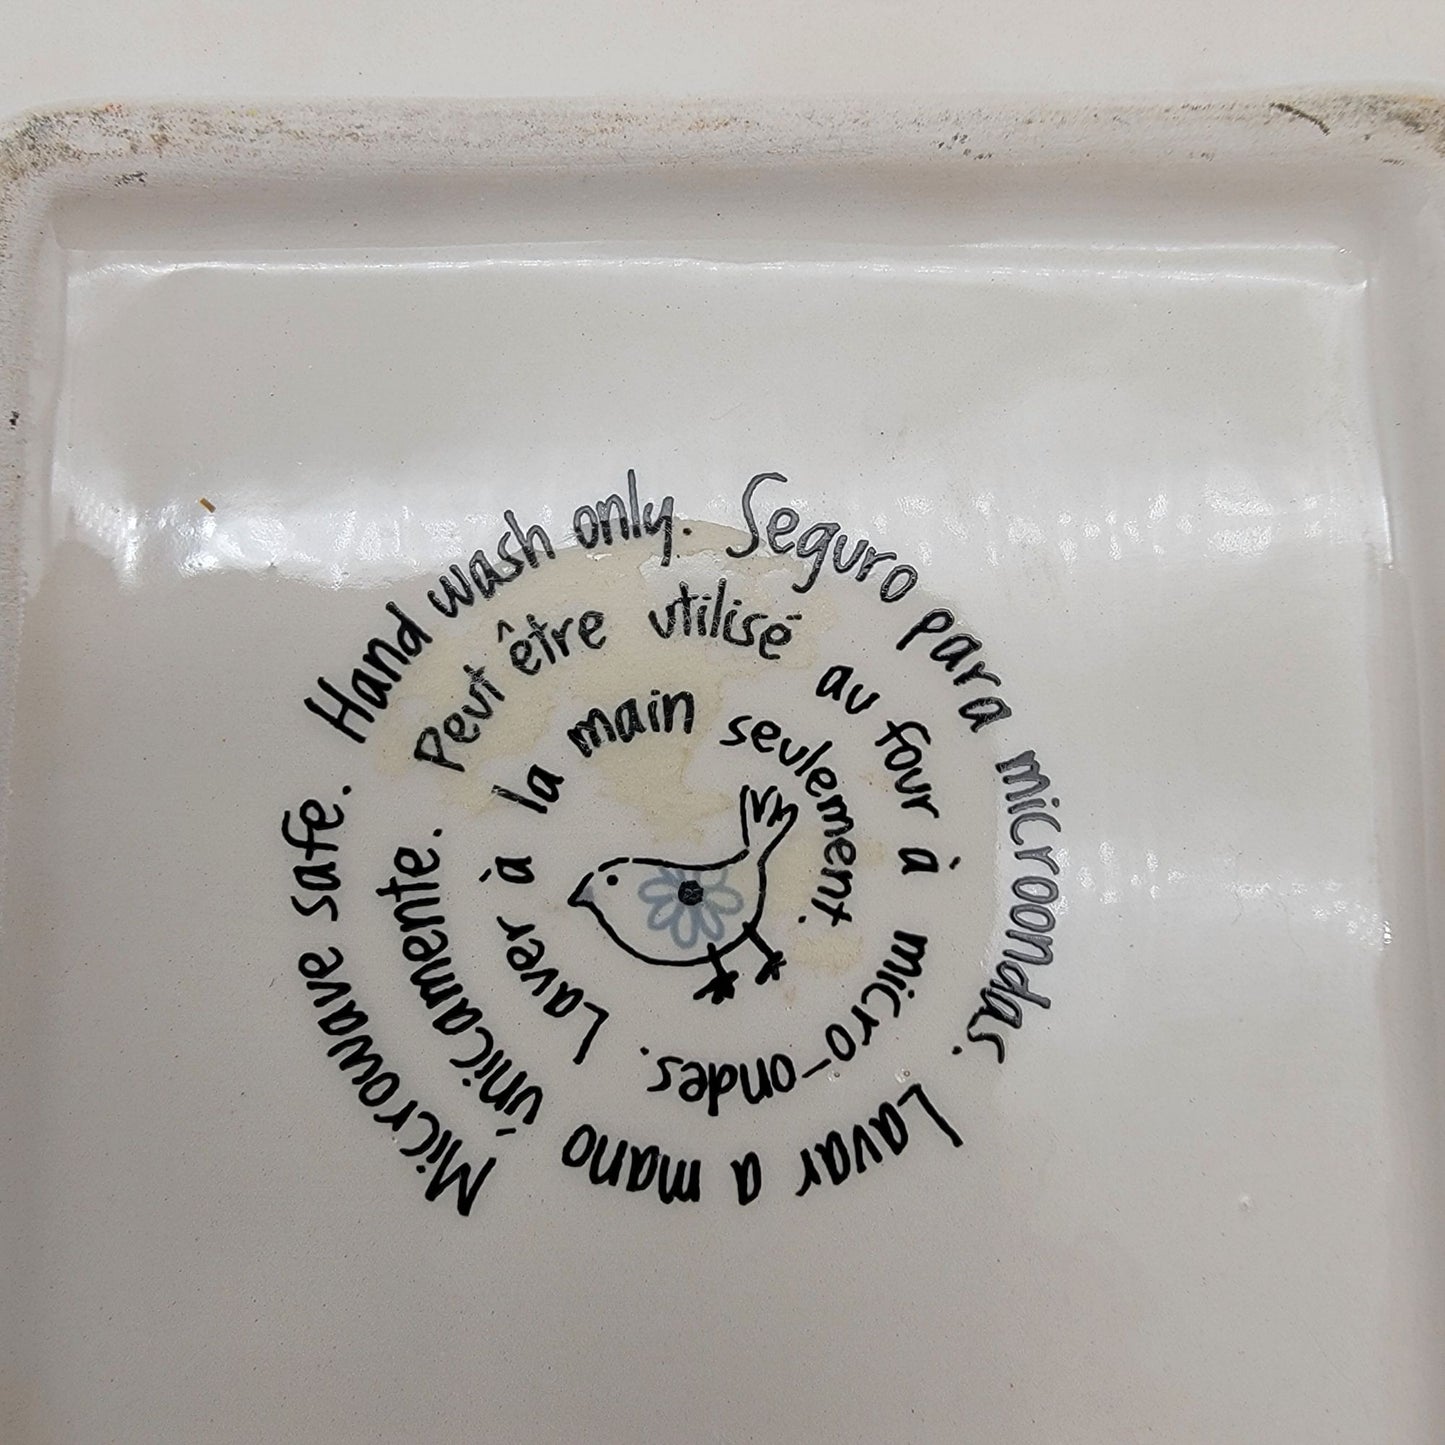 Microwave safe. Hand wash only. Seguro para microondas. Lavar a mano únicamente. Peut être utilisé au four à micro-ondes. Laver à la main seulement.